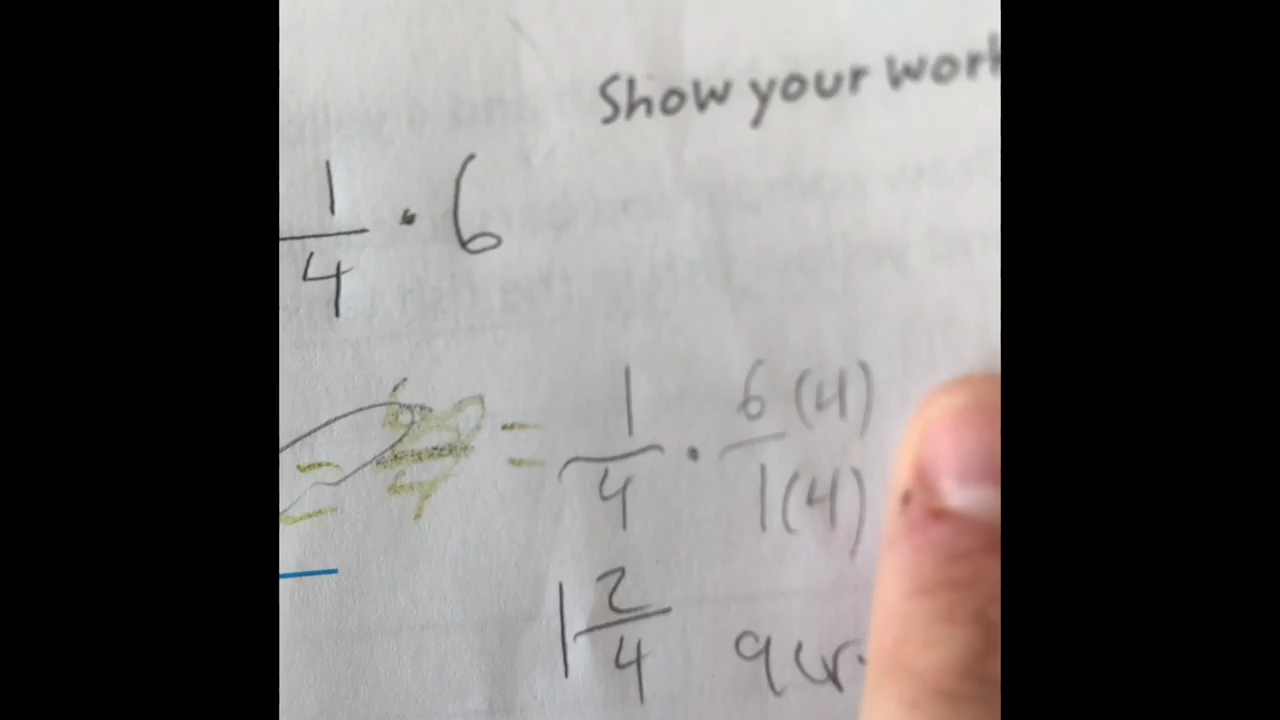 Show your work
1/4 · 6
= = 1/4 · 6(4)/1(4)
1 2/4